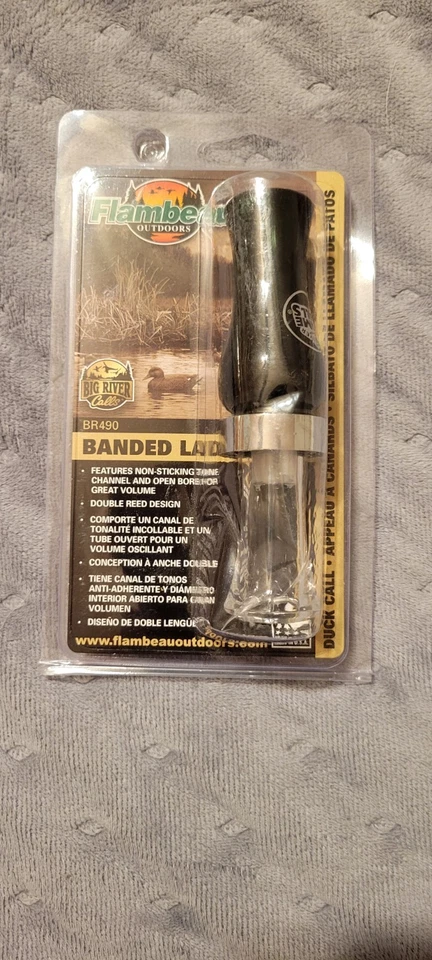 Flambeau
OUTDOORS
BIG RIVER
Calls
BR490
BANDED LAD
• FEATURES NON-STICKING TONE
CHANNEL AND OPEN BORE FOR
GREAT VOLUME
• DOUBLE REED DESIGN
• COMPORTE UN CANAL DE
TONALITÉ INCOLLABLE ET UN
TUBE OUVERT POUR UN
VOLUME OSCILLANT
• CONCEPTION À ANCHE DOUBLE
• TIENE CANAL DE TONOS
ANTI-ADHERENTE Y DIÁMETRO
INTERIOR ABIERTO PARA GRAN
VOLUMEN
• DISEÑO DE DOBLE LENGÜE
www.flambeauoutdoors.com
DUCK CALL • APPEAU À CANARDS • SILBATO DE LLAMADO DE PATOS